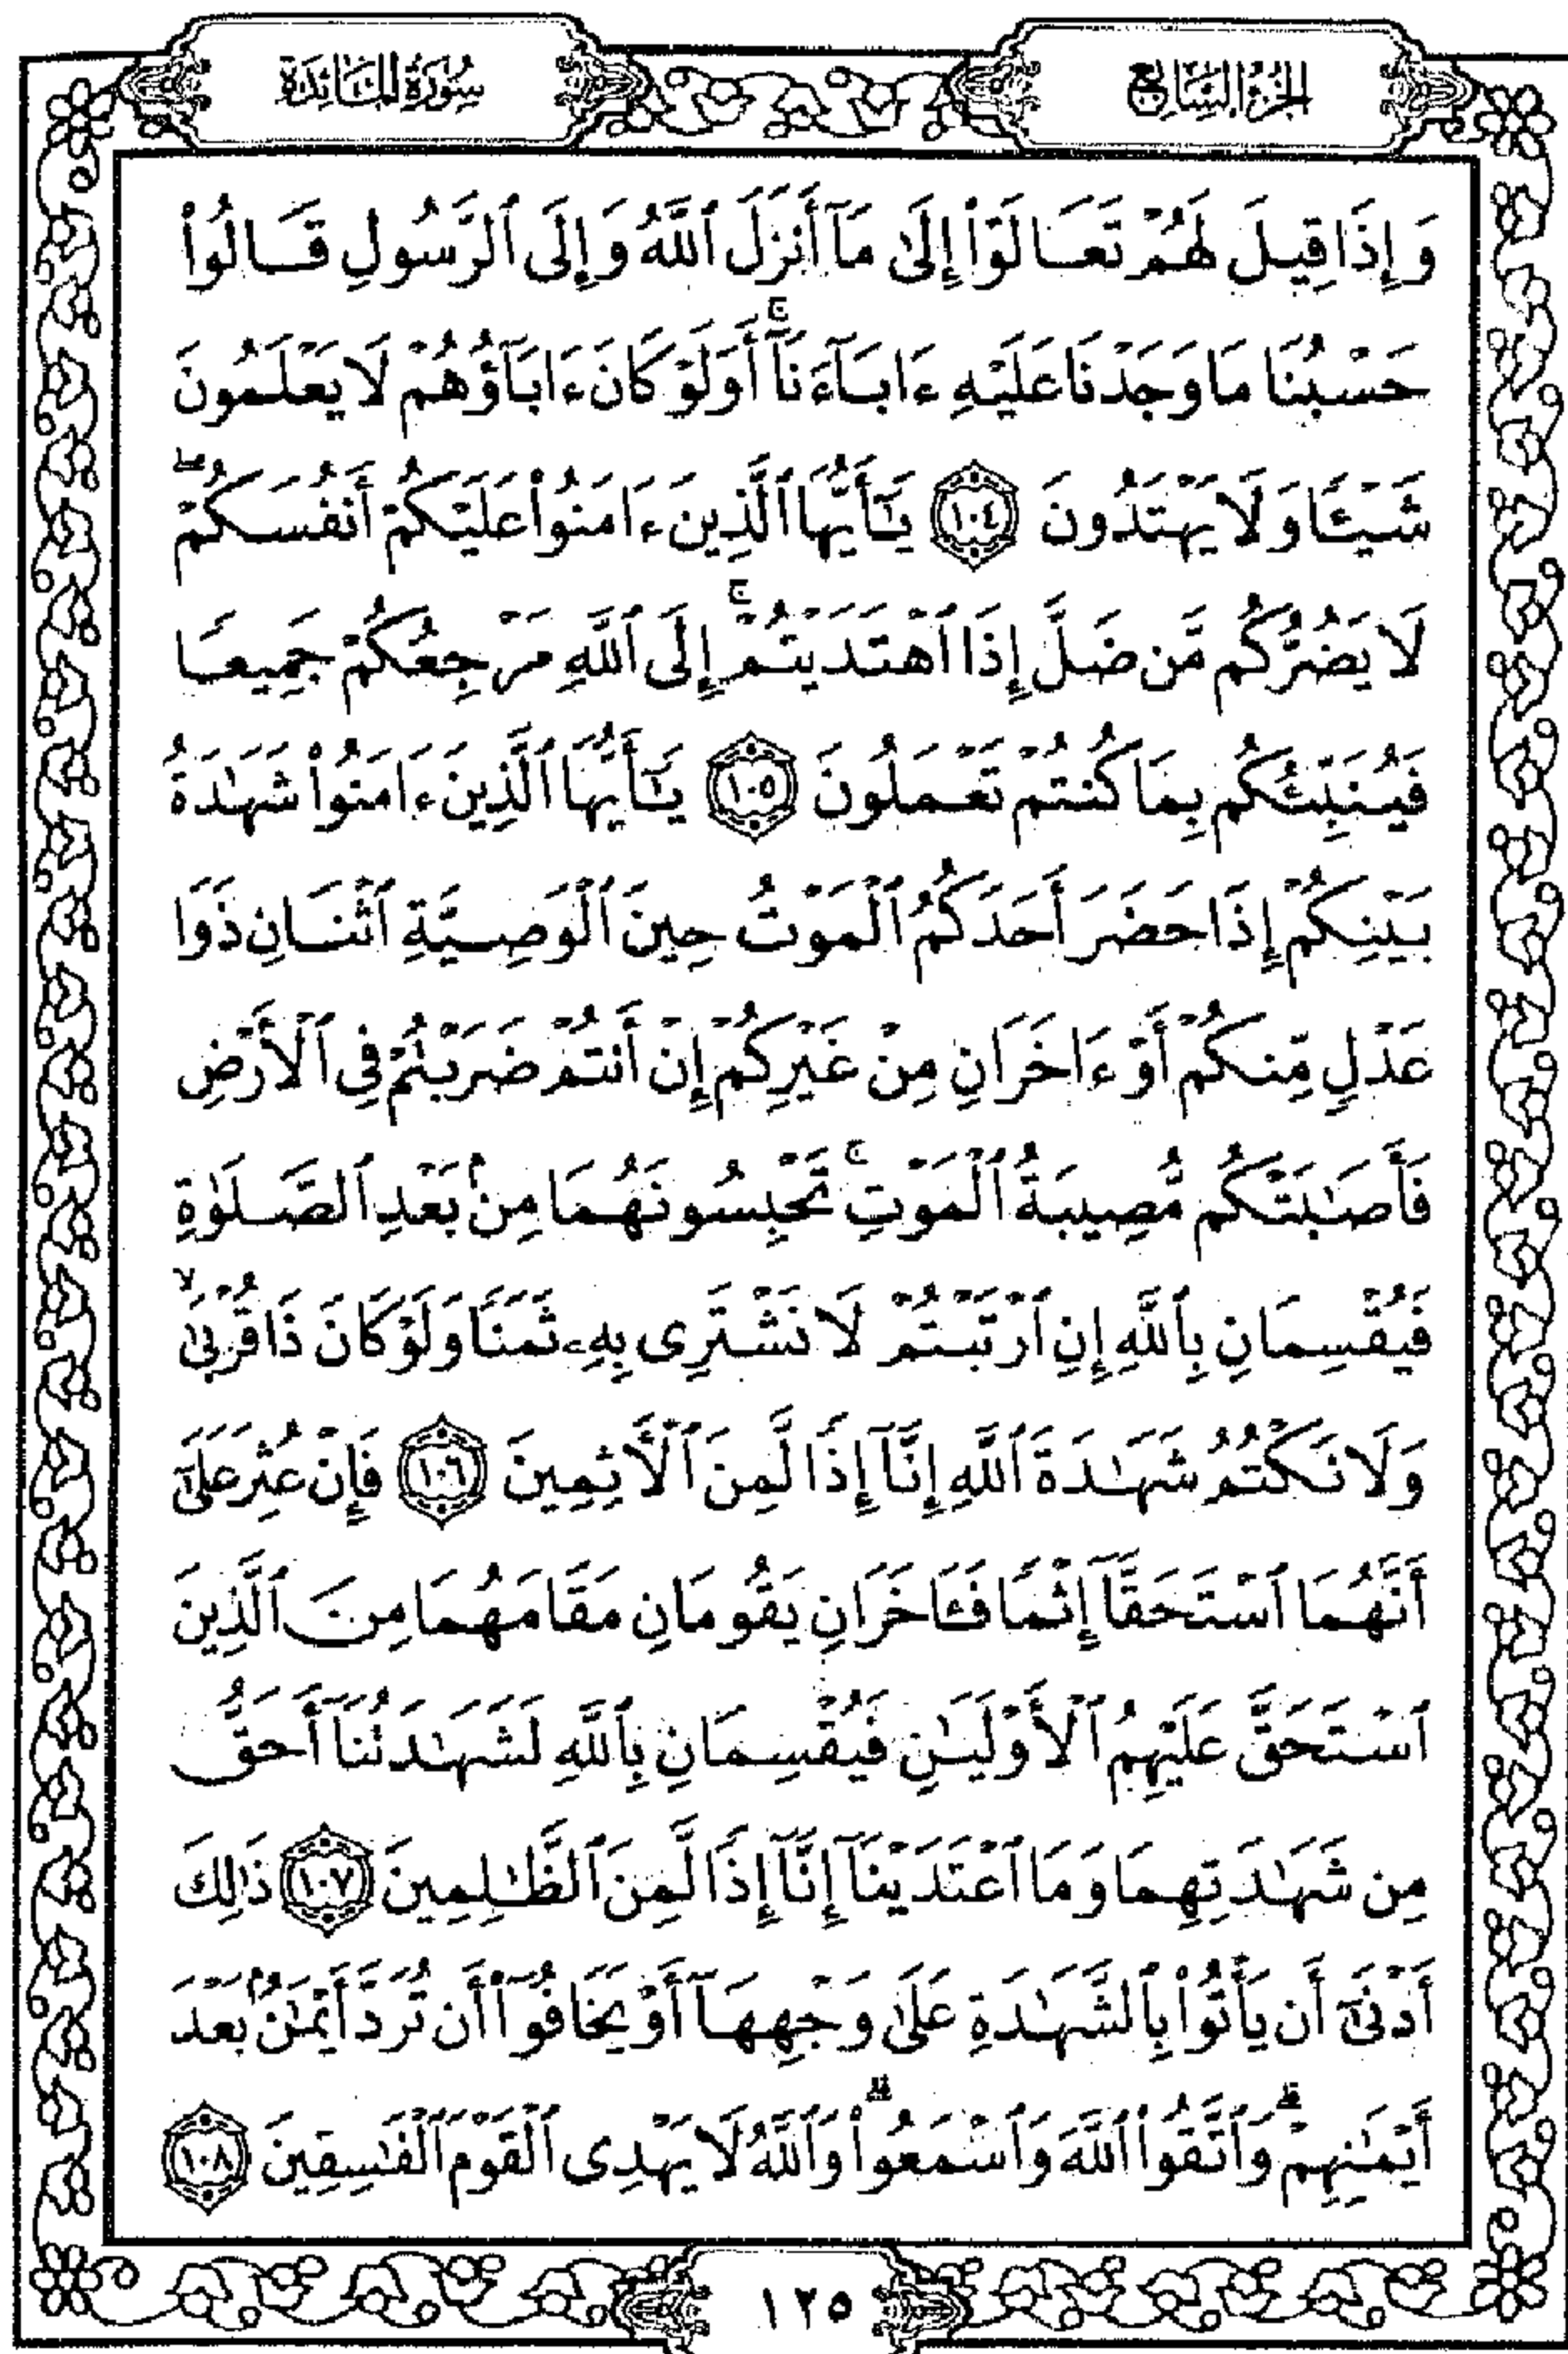 الجزء السابع
سورة المائدة
وَإِذَا قِيلَ لَهُمْ تَعَالَوْا۟ إِلَىٰ مَآ أَنزَلَ ٱللَّهُ وَإِلَى ٱلرَّسُولِ قَالُوا۟
حَسْبُنَا مَا وَجَدْنَا عَلَيْهِ ءَابَآءَنَآ ۚ أَوَلَوْ كَانَ ءَابَآؤُهُمْ لَا يَعْلَمُونَ
شَيْـًٔا وَلَا يَهْتَدُونَ ١٠٤ يَـٰٓأَيُّهَا ٱلَّذِينَ ءَامَنُوا۟ عَلَيْكُمْ أَنفُسَكُمْ ۖ
لَا يَضُرُّكُم مَّن ضَلَّ إِذَا ٱهْتَدَيْتُمْ ۚ إِلَى ٱللَّهِ مَرْجِعُكُمْ جَمِيعًا
فَيُنَبِّئُكُم بِمَا كُنتُمْ تَعْمَلُونَ ١٠٥ يَـٰٓأَيُّهَا ٱلَّذِينَ ءَامَنُوا۟ شَهَـٰدَةُ
بَيْنِكُمْ إِذَا حَضَرَ أَحَدَكُمُ ٱلْمَوْتُ حِينَ ٱلْوَصِيَّةِ ٱثْنَانِ ذَوَا
عَدْلٍ مِّنكُمْ أَوْ ءَاخَرَانِ مِنْ غَيْرِكُمْ إِنْ أَنتُمْ ضَرَبْتُمْ فِى ٱلْأَرْضِ
فَأَصَـٰبَتْكُم مُّصِيبَةُ ٱلْمَوْتِ ۚ تَحْبِسُونَهُمَا مِنۢ بَعْدِ ٱلصَّلَوٰةِ
فَيُقْسِمَانِ بِٱللَّهِ إِنِ ٱرْتَبْتُمْ لَا نَشْتَرِى بِهِۦ ثَمَنًا وَلَوْ كَانَ ذَا قُرْبَىٰ ۙ
وَلَا نَكْتُمُ شَهَـٰدَةَ ٱللَّهِ إِنَّآ إِذًا لَّمِنَ ٱلْـَٔاثِمِينَ ١٠٦ فَإِنْ عُثِرَ عَلَىٰٓ
أَنَّهُمَا ٱسْتَحَقَّآ إِثْمًا فَـَٔاخَرَانِ يَقُومَانِ مَقَامَهُمَا مِنَ ٱلَّذِينَ
ٱسْتَحَقَّ عَلَيْهِمُ ٱلْأَوْلَيَـٰنِ فَيُقْسِمَانِ بِٱللَّهِ لَشَهَـٰدَتُنَآ أَحَقُّ
مِن شَهَـٰدَتِهِمَا وَمَا ٱعْتَدَيْنَآ إِنَّآ إِذًا لَّمِنَ ٱلظَّـٰلِمِينَ ١٠٧ ذَٰلِكَ
أَدْنَىٰٓ أَن يَأْتُوا۟ بِٱلشَّهَـٰدَةِ عَلَىٰ وَجْهِهَآ أَوْ يَخَافُوٓا۟ أَن تُرَدَّ أَيْمَـٰنٌۢ بَعْدَ
أَيْمَـٰنِهِمْ ۗ وَٱتَّقُوا۟ ٱللَّهَ وَٱسْمَعُوا۟ ۗ وَٱللَّهُ لَا يَهْدِى ٱلْقَوْمَ ٱلْفَـٰسِقِينَ ١٠٨
١٢٥